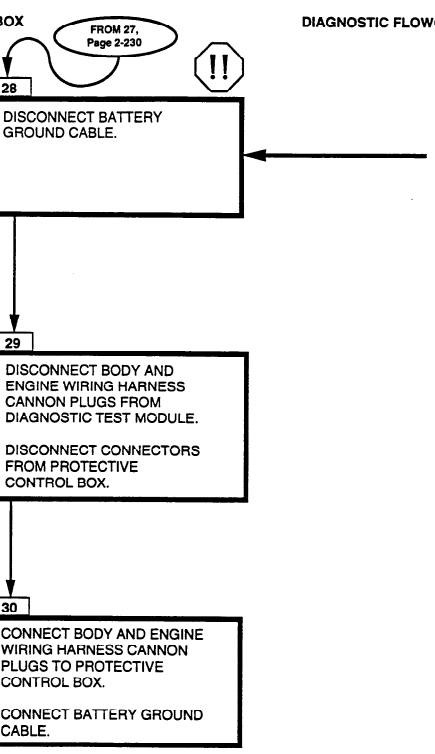 BOX
DIAGNOSTIC FLOW
FROM 27,
Page 2-230
!!
28
DISCONNECT BATTERY
GROUND CABLE.
29
DISCONNECT BODY AND
ENGINE WIRING HARNESS
CANNON PLUGS FROM
DIAGNOSTIC TEST MODULE.
DISCONNECT CONNECTORS
FROM PROTECTIVE
CONTROL BOX.
30
CONNECT BODY AND ENGINE
WIRING HARNESS CANNON
PLUGS TO PROTECTIVE
CONTROL BOX.
CONNECT BATTERY GROUND
CABLE.